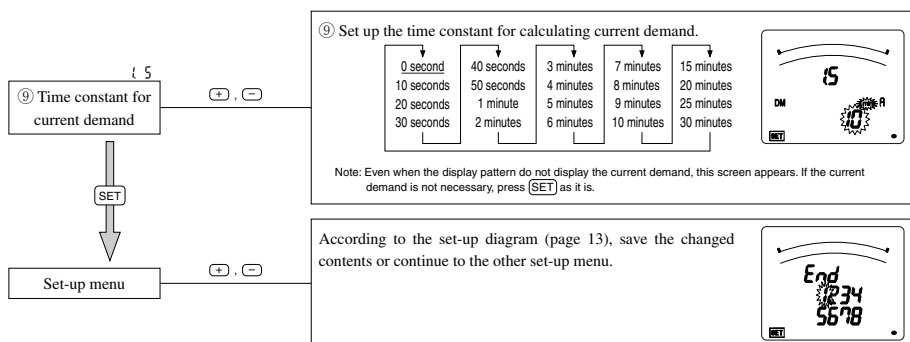 1.5
⑨ Time constant for
current demand
+ , −
SET
Set-up menu
+ , −
⑨ Set up the time constant for calculating current demand.
0 second 40 seconds 3 minutes 7 minutes 15 minutes
10 seconds 50 seconds 4 minutes 8 minutes 20 minutes
20 seconds 1 minute 5 minutes 9 minutes 25 minutes
30 seconds 2 minutes 6 minutes 10 minutes 30 minutes
1.5
DM min A
10
SET
Note: Even when the display pattern do not display the current demand, this screen appears. If the current
demand is not necessary, press SET as it is.
According to the set-up diagram (page 13), save the changed
contents or continue to the other set-up menu.
End
1234
5678
SET